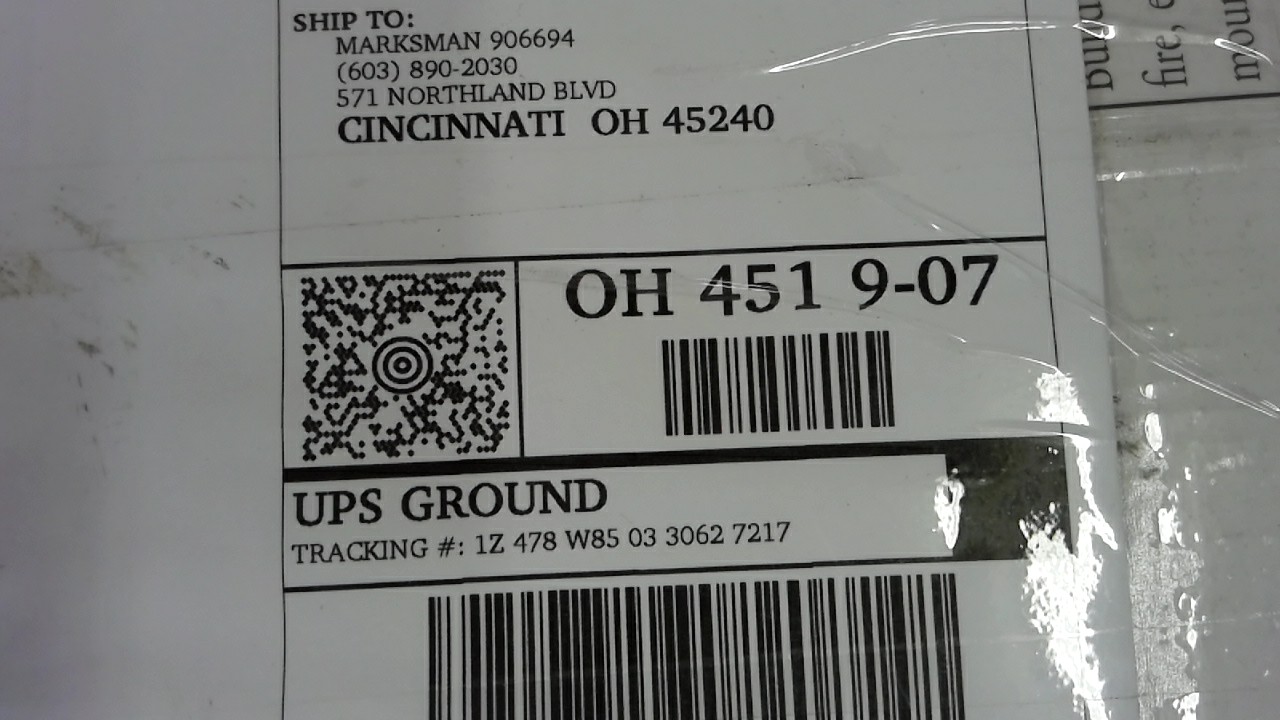 SHIP TO:
MARKSMAN 906694
(603) 890-2030
571 NORTHLAND BLVD
CINCINNATI OH 45240
OH 451 9-07
UPS GROUND
TRACKING #: 1Z 478 W85 03 3062 7217
fire,